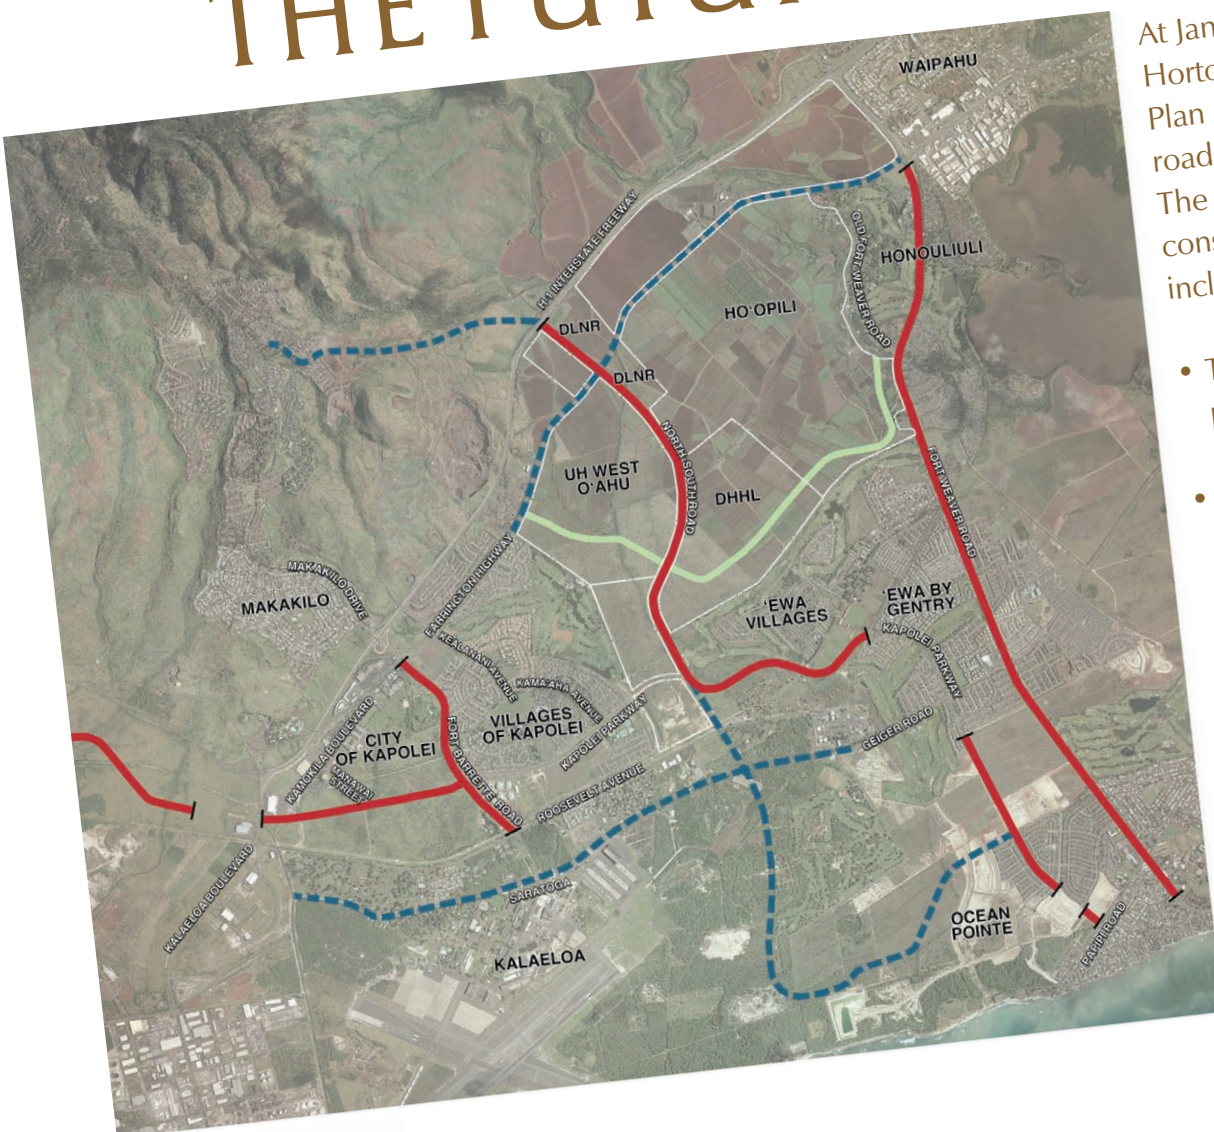 THE FUTUR
At Jan
Horto
Plan
road
The
cons
incl
• T
•
WAIPAHU
H-1 INTERSTATE FREEWAY
OLD FORT WEAVER ROAD
HONOULIULI
HO‘OPILI
DLNR
DLNR
NORTH-SOUTH ROAD
UH WEST
O‘AHU
DHHL
FORT WEAVER ROAD
MAKAKILO DRIVE
MAKAKILO
FARRINGTON HIGHWAY
‘EWA
VILLAGES
‘EWA BY
GENTRY
KAPOLEI PARKWAY
KEALANANI AVENUE
KAMA‘AHA AVENUE
VILLAGES
OF KAPOLEI
KAPOLEI PARKWAY
KAMOKILA BOULEVARD
CITY
OF KAPOLEI
MANAWAI
STREET
FORT BARRETTE ROAD
GEIGER ROAD
ROOSEVELT AVENUE
KALAELOA BOULEVARD
SARATOGA
KALAELOA
OCEAN
POINTE
PAPIPI ROAD